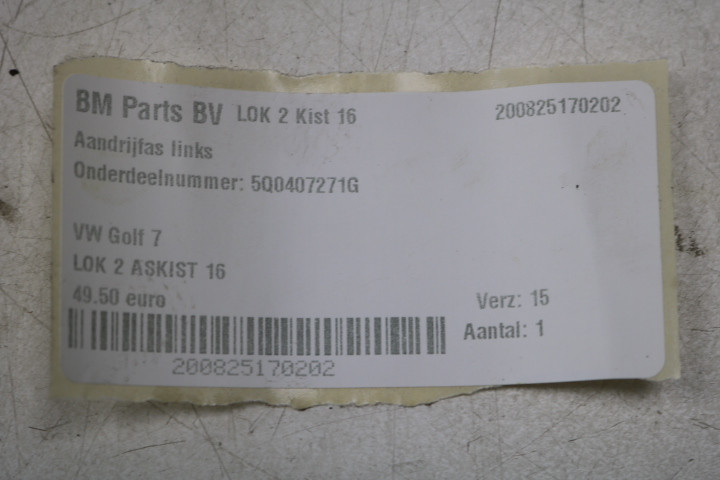 BM Parts BV LOK 2 Kist 16 200825170202
Aandrijfas links
Onderdeelnummer: 5Q0407271G
VW Golf 7
LOK 2 ASKIST 16
49.50 euro Verz: 15
Aantal: 1
200825170202